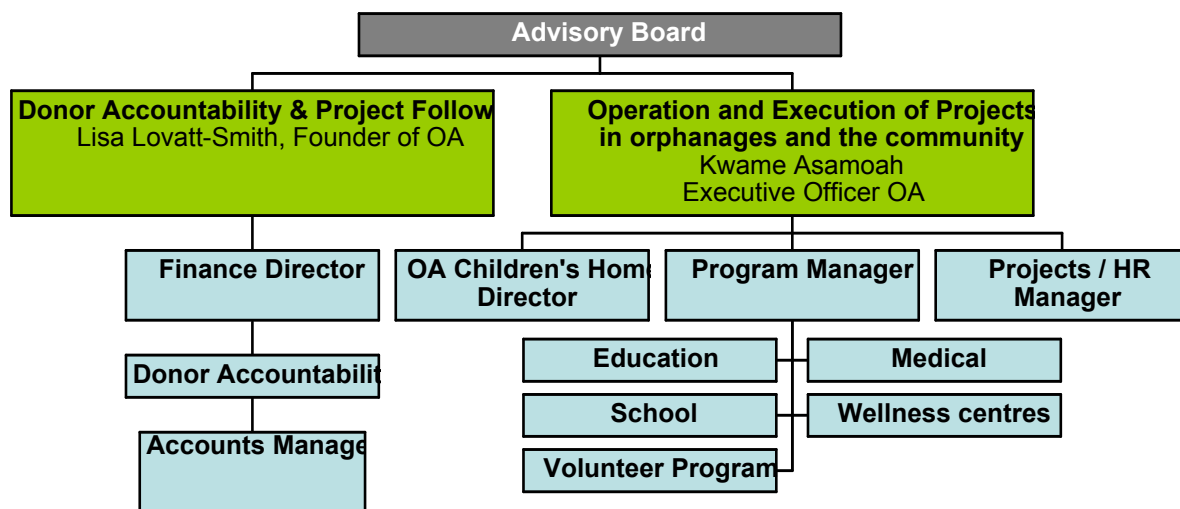 Advisory Board
Donor Accountability & Project Follow
Lisa Lovatt-Smith, Founder of OA
Operation and Execution of Projects
in orphanages and the community
Kwame Asamoah
Executive Officer OA
Finance Director
OA Children's Home
Director
Program Manager
Projects / HR
Manager
Donor Accountabilit
Accounts Manage
Education
Medical
School
Wellness centres
Volunteer Program